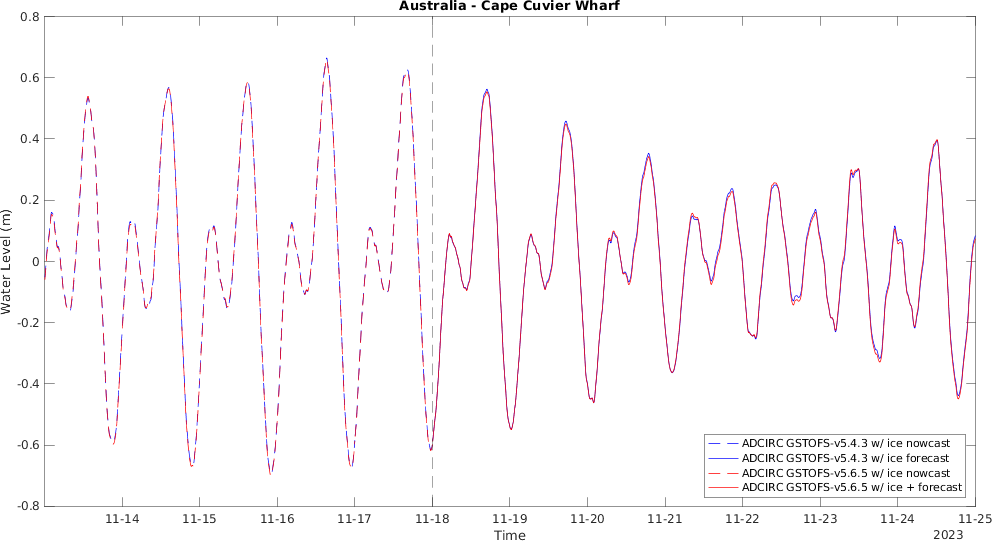 Australia - Cape Cuvier Wharf
0.8
0.6
0.4
0.2
0
-0.2
-0.4
-0.6
-0.8
Water Level (m)
ADCIRC GSTOFS-v5.4.3 w/ ice nowcast
ADCIRC GSTOFS-v5.4.3 w/ ice forecast
ADCIRC GSTOFS-v5.6.5 w/ ice nowcast
ADCIRC GSTOFS-v5.6.5 w/ ice + forecast
11-14 11-15 11-16 11-17 11-18 11-19 11-20 11-21 11-22 11-23 11-24 11-25
Time
2023